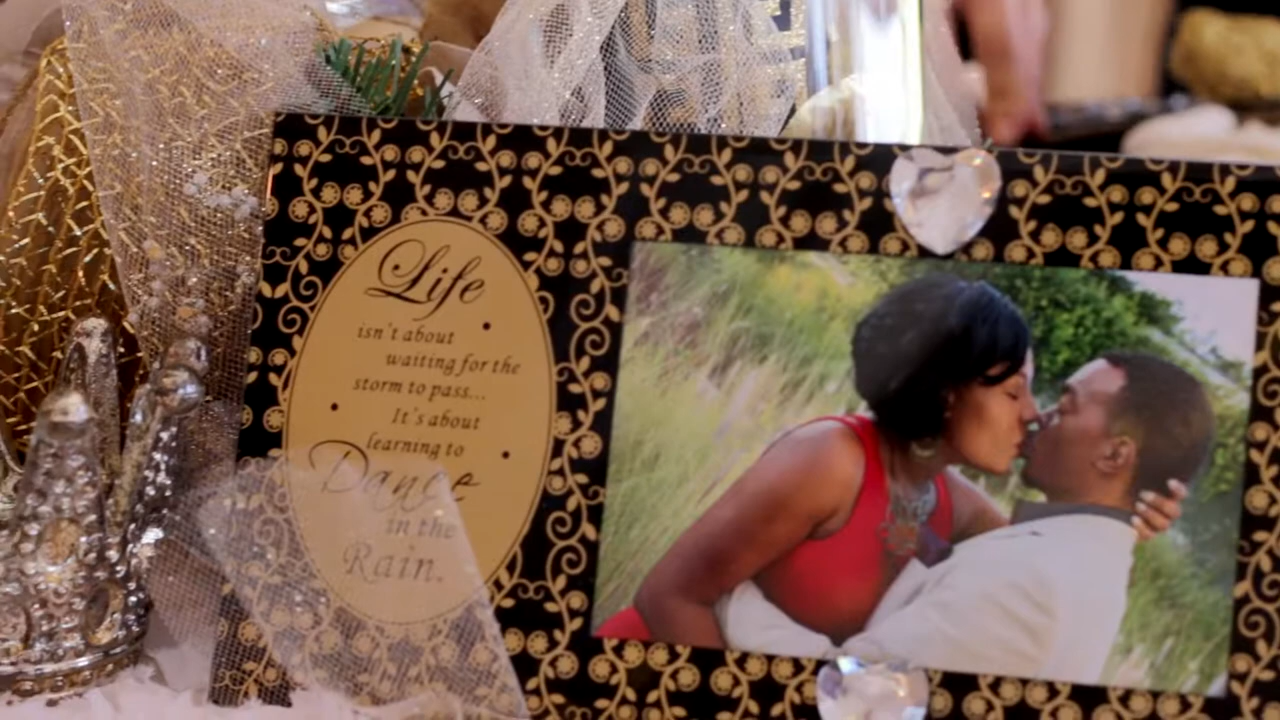 Life
isn't about
waiting for the
storm to pass...
It's about
learning to
Dance
in the
Rain.